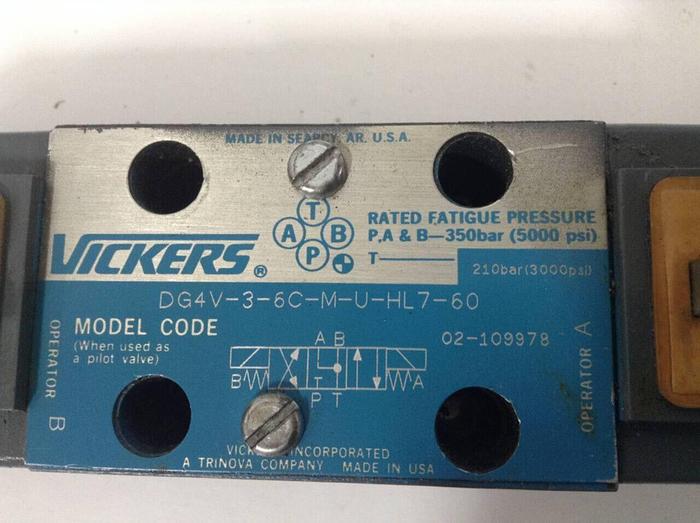 MADE IN SEARCY, AR. U.S.A.
VICKERS®
T
A B
P
RATED FATIGUE PRESSURE
P,A & B—350bar (5000 psi)
T—
210bar(3000psi)
DG4V-3-6C-M-U-HL7-60
MODEL CODE
(When used as
a pilot valve)
02-109978
OPERATOR B
OPERATOR A
A B
B T A
P T
INCORPORATED
A TRINOVA COMPANY MADE IN USA